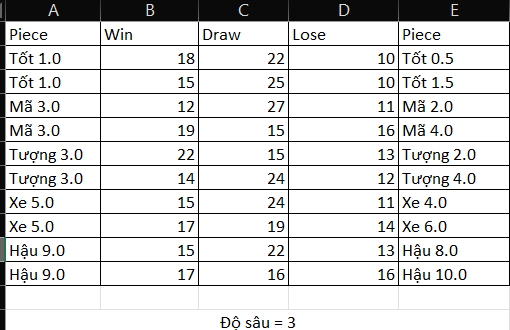 A B C D E
Piece Win Draw Lose Piece
Tốt 1.0 18 22 10 Tốt 0.5
Tốt 1.0 15 25 10 Tốt 1.5
Mã 3.0 12 27 11 Mã 2.0
Mã 3.0 19 15 16 Mã 4.0
Tượng 3.0 22 15 13 Tượng 2.0
Tượng 3.0 14 24 12 Tượng 4.0
Xe 5.0 15 24 11 Xe 4.0
Xe 5.0 17 19 14 Xe 6.0
Hậu 9.0 15 22 13 Hậu 8.0
Hậu 9.0 17 16 16 Hậu 10.0
Độ sâu = 3